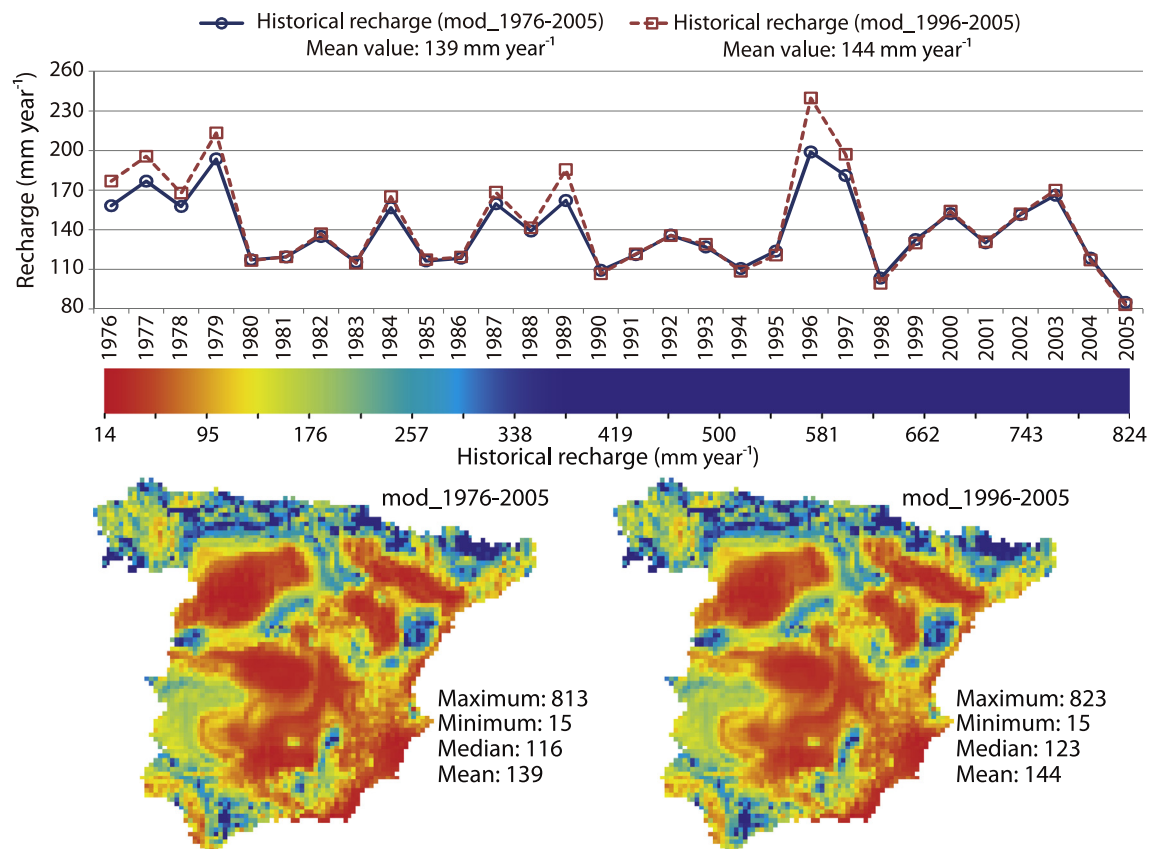 Historical recharge (mod_1976-2005)
Mean value: 139 mm year⁻¹
Historical recharge (mod_1996-2005)
Mean value: 144 mm year⁻¹
Recharge (mm year⁻¹)
260
230
200
170
140
110
80
1976 1977 1978 1979 1980 1981 1982 1983 1984 1985 1986 1987 1988 1989 1990 1991 1992 1993 1994 1995 1996 1997 1998 1999 2000 2001 2002 2003 2004 2005
14 95 176 257 338 419 500 581 662 743 824
Historical recharge (mm year⁻¹)
mod_1976-2005
Maximum: 813
Minimum: 15
Median: 116
Mean: 139
mod_1996-2005
Maximum: 823
Minimum: 15
Median: 123
Mean: 144